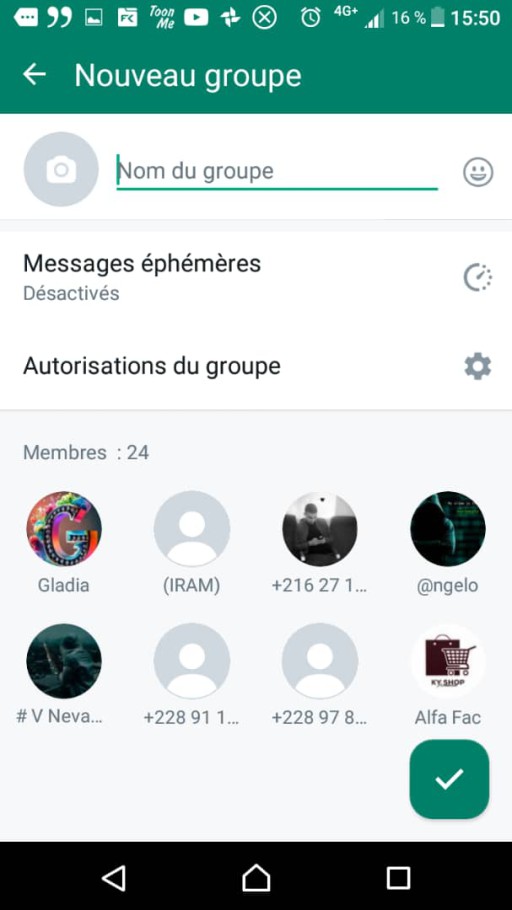 Toon
Me
FK
4G+
16 %
15:50
Nouveau groupe
Nom du groupe
Messages éphémères
Désactivés
Autorisations du groupe
Membres : 24
G
Gladia
(IRAM)
+216 27 1...
@ngelo
KY.SHOP
# V Neva...
+228 91 1...
+228 97 8...
Alfa Fac